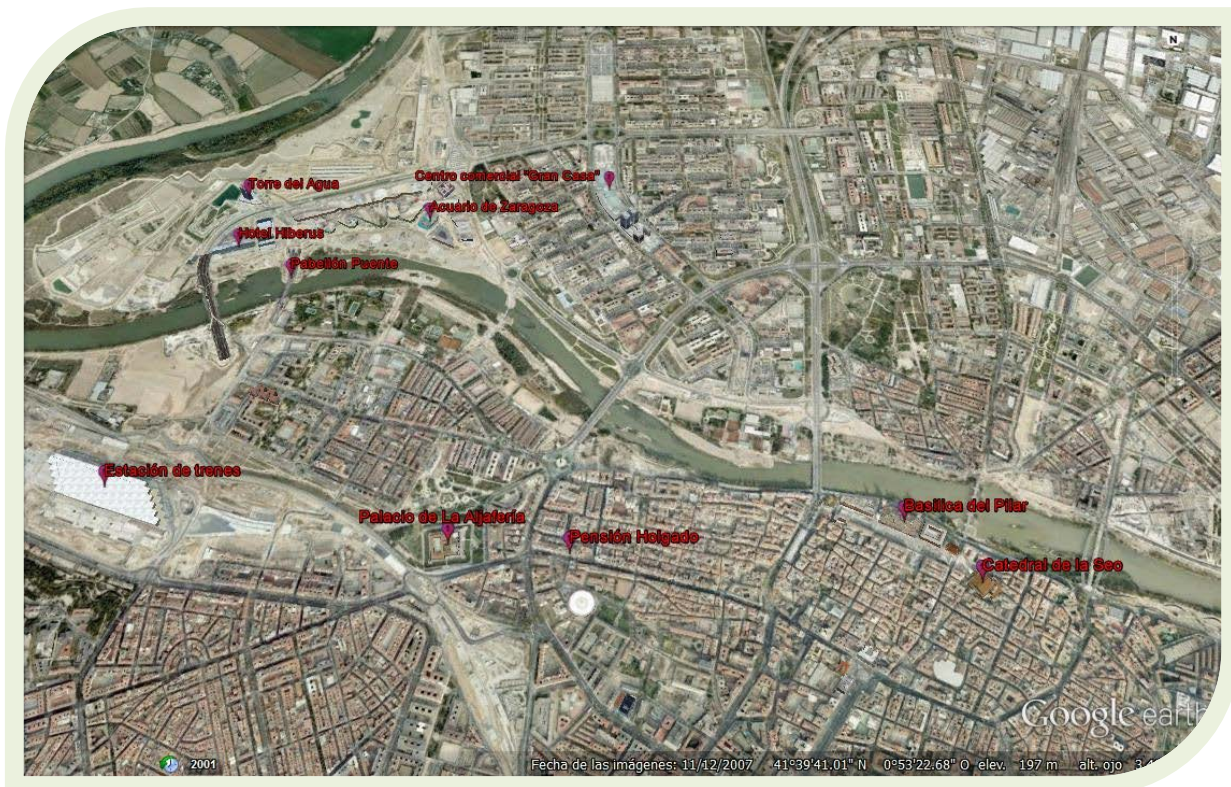 N
Centro comercial "Gran Casa"
Torre del Agua
Acuario de Zaragoza
Hotel Hiberus
Pabellón Puente
Estación de trenes
Basílica del Pilar
Palacio de La Aljafería
Pensión Holgado
Catedral de la Seo
Google earth
2001
Fecha de las imágenes: 11/12/2007 41°39'41.01" N 0°53'22.68" O elev. 197 m alt. ojo